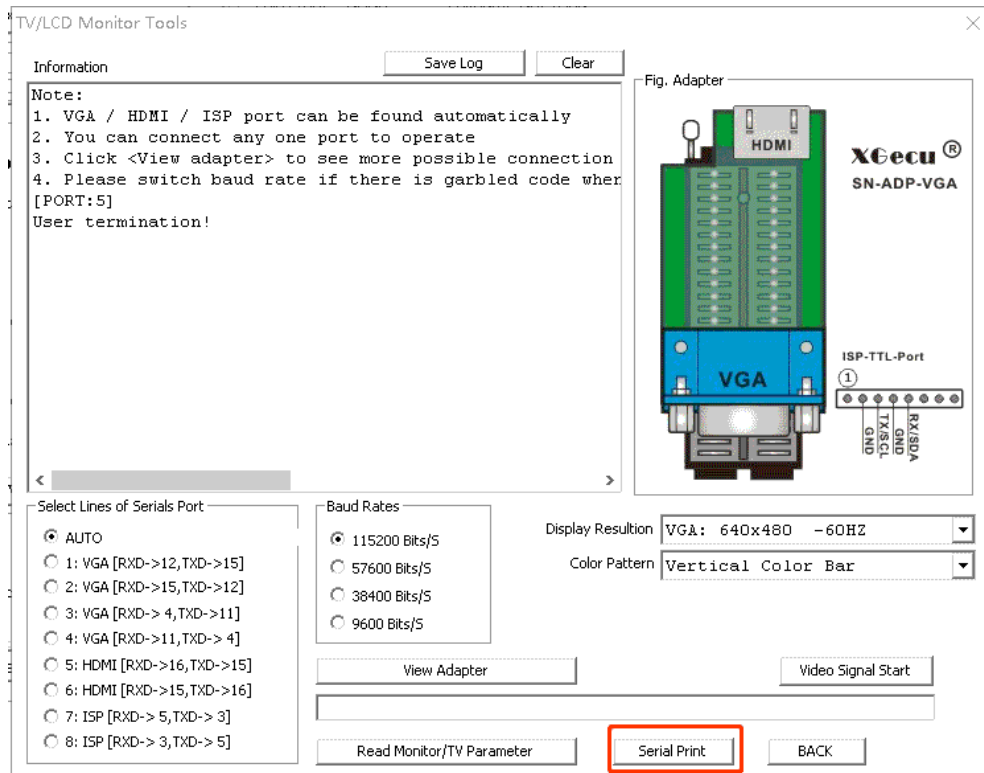 TV/LCD Monitor Tools
Information
Save Log
Clear
Note:
1. VGA / HDMI / ISP port can be found automatically
2. You can connect any one port to operate
3. Click <View adapter> to see more possible connection
4. Please switch baud rate if there is garbled code wher
[PORT:5]
User termination!
Fig. Adapter
HDMI
XGecu ®
SN-ADP-VGA
VGA
ISP-TTL-Port
1
GND
TX/SCL
GND
RX/SDA
Select Lines of Serials Port
AUTO
1: VGA [RXD->12,TXD->15]
2: VGA [RXD->15,TXD->12]
3: VGA [RXD-> 4,TXD->11]
4: VGA [RXD->11,TXD-> 4]
5: HDMI [RXD->16,TXD->15]
6: HDMI [RXD->15,TXD->16]
7: ISP [RXD-> 5,TXD-> 3]
8: ISP [RXD-> 3,TXD-> 5]
Baud Rates
115200 Bits/S
57600 Bits/S
38400 Bits/S
9600 Bits/S
Display Resultion
VGA: 640x480 -60HZ
Color Pattern
Vertical Color Bar
View Adapter
Video Signal Start
Read Monitor/TV Parameter
Serial Print
BACK